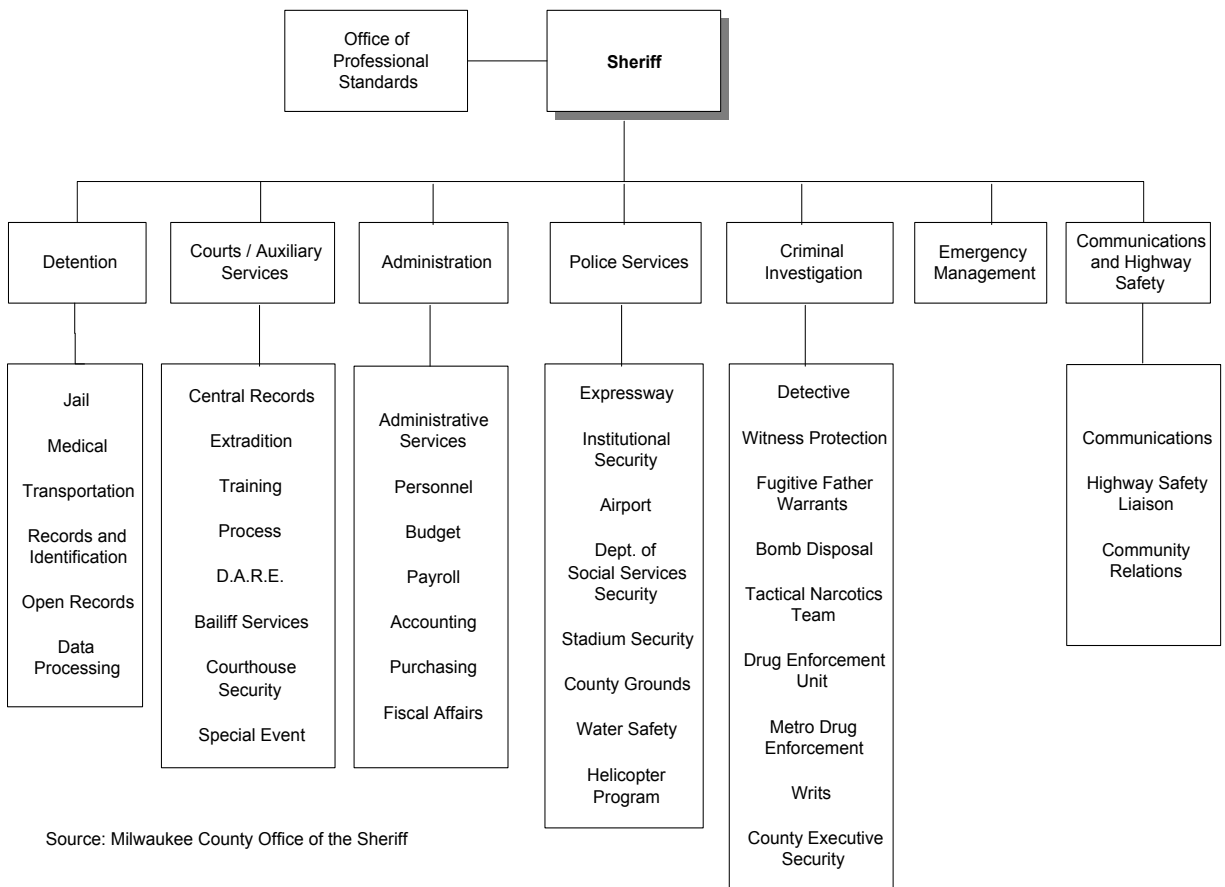 Office of
Professional
Standards
Sheriff
Detention
Courts / Auxiliary
Services
Administration
Police Services
Criminal
Investigation
Emergency
Management
Communications
and Highway
Safety
Jail
Medical
Transportation
Records and
Identification
Open Records
Data
Processing
Central Records
Extradition
Training
Process
D.A.R.E.
Bailiff Services
Courthouse
Security
Special Event
Administrative
Services
Personnel
Budget
Payroll
Accounting
Purchasing
Fiscal Affairs
Expressway
Institutional
Security
Airport
Dept. of
Social Services
Security
Stadium Security
County Grounds
Water Safety
Helicopter
Program
Detective
Witness Protection
Fugitive Father
Warrants
Bomb Disposal
Tactical Narcotics
Team
Drug Enforcement
Unit
Metro Drug
Enforcement
Writs
County Executive
Security
Communications
Highway Safety
Liaison
Community
Relations
Source: Milwaukee County Office of the Sheriff